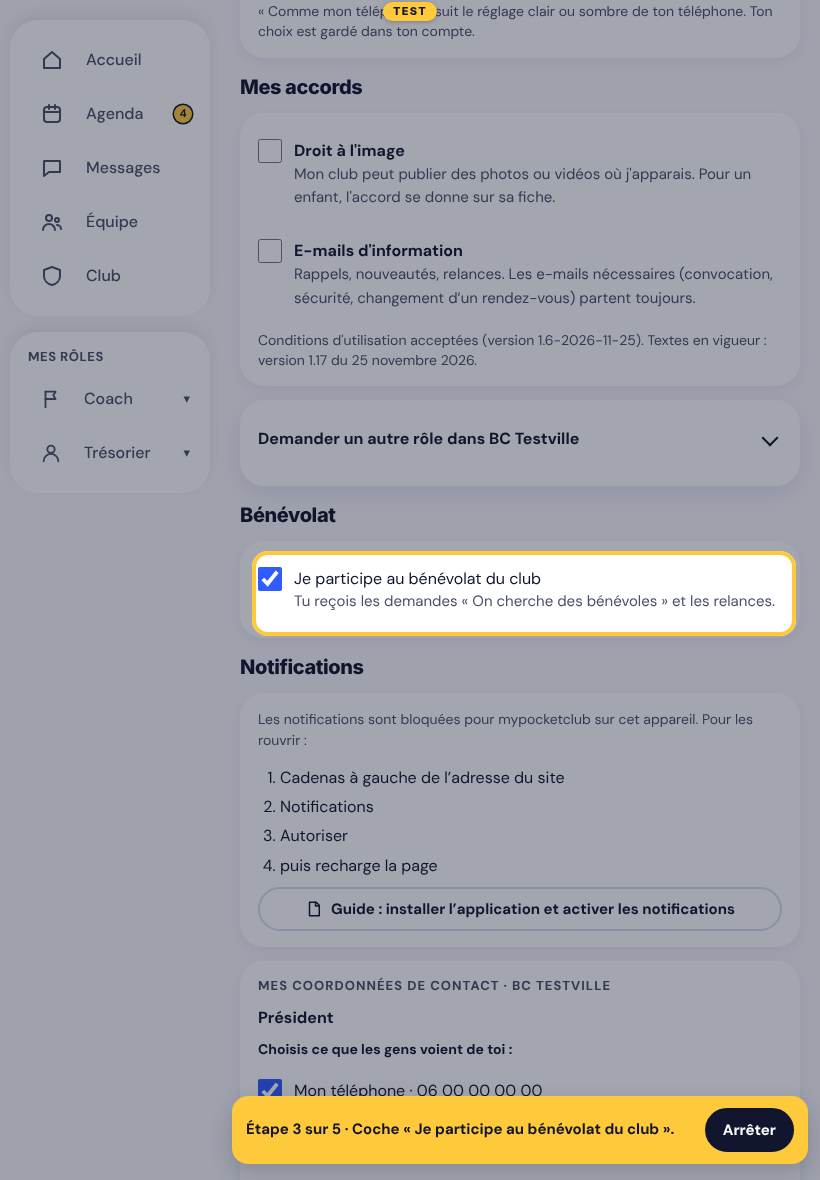 « Comme mon télép
TEST
suit le réglage clair ou sombre de ton téléphone. Ton
choix est gardé dans ton compte.
Accueil
Agenda
4
Messages
Équipe
Club
MES RÔLES
Coach
Trésorier
Mes accords
Droit à l'image
Mon club peut publier des photos ou vidéos où j'apparais. Pour un
enfant, l'accord se donne sur sa fiche.
E-mails d'information
Rappels, nouveautés, relances. Les e-mails nécessaires (convocation,
sécurité, changement d’un rendez-vous) partent toujours.
Conditions d'utilisation acceptées (version 1.6-2026-11-25). Textes en vigueur :
version 1.17 du 25 novembre 2026.
Demander un autre rôle dans BC Testville
Bénévolat
Je participe au bénévolat du club
Tu reçois les demandes « On cherche des bénévoles » et les relances.
Notifications
Les notifications sont bloquées pour mypocketclub sur cet appareil. Pour les
rouvrir :
1. Cadenas à gauche de l’adresse du site
2. Notifications
3. Autoriser
4. puis recharge la page
Guide : installer l’application et activer les notifications
MES COORDONNÉES DE CONTACT · BC TESTVILLE
Président
Choisis ce que les gens voient de toi :
Mon téléphone · 06 00 00 00 00
Étape 3 sur 5 · Coche « Je participe au bénévolat du club ».
Arrêter